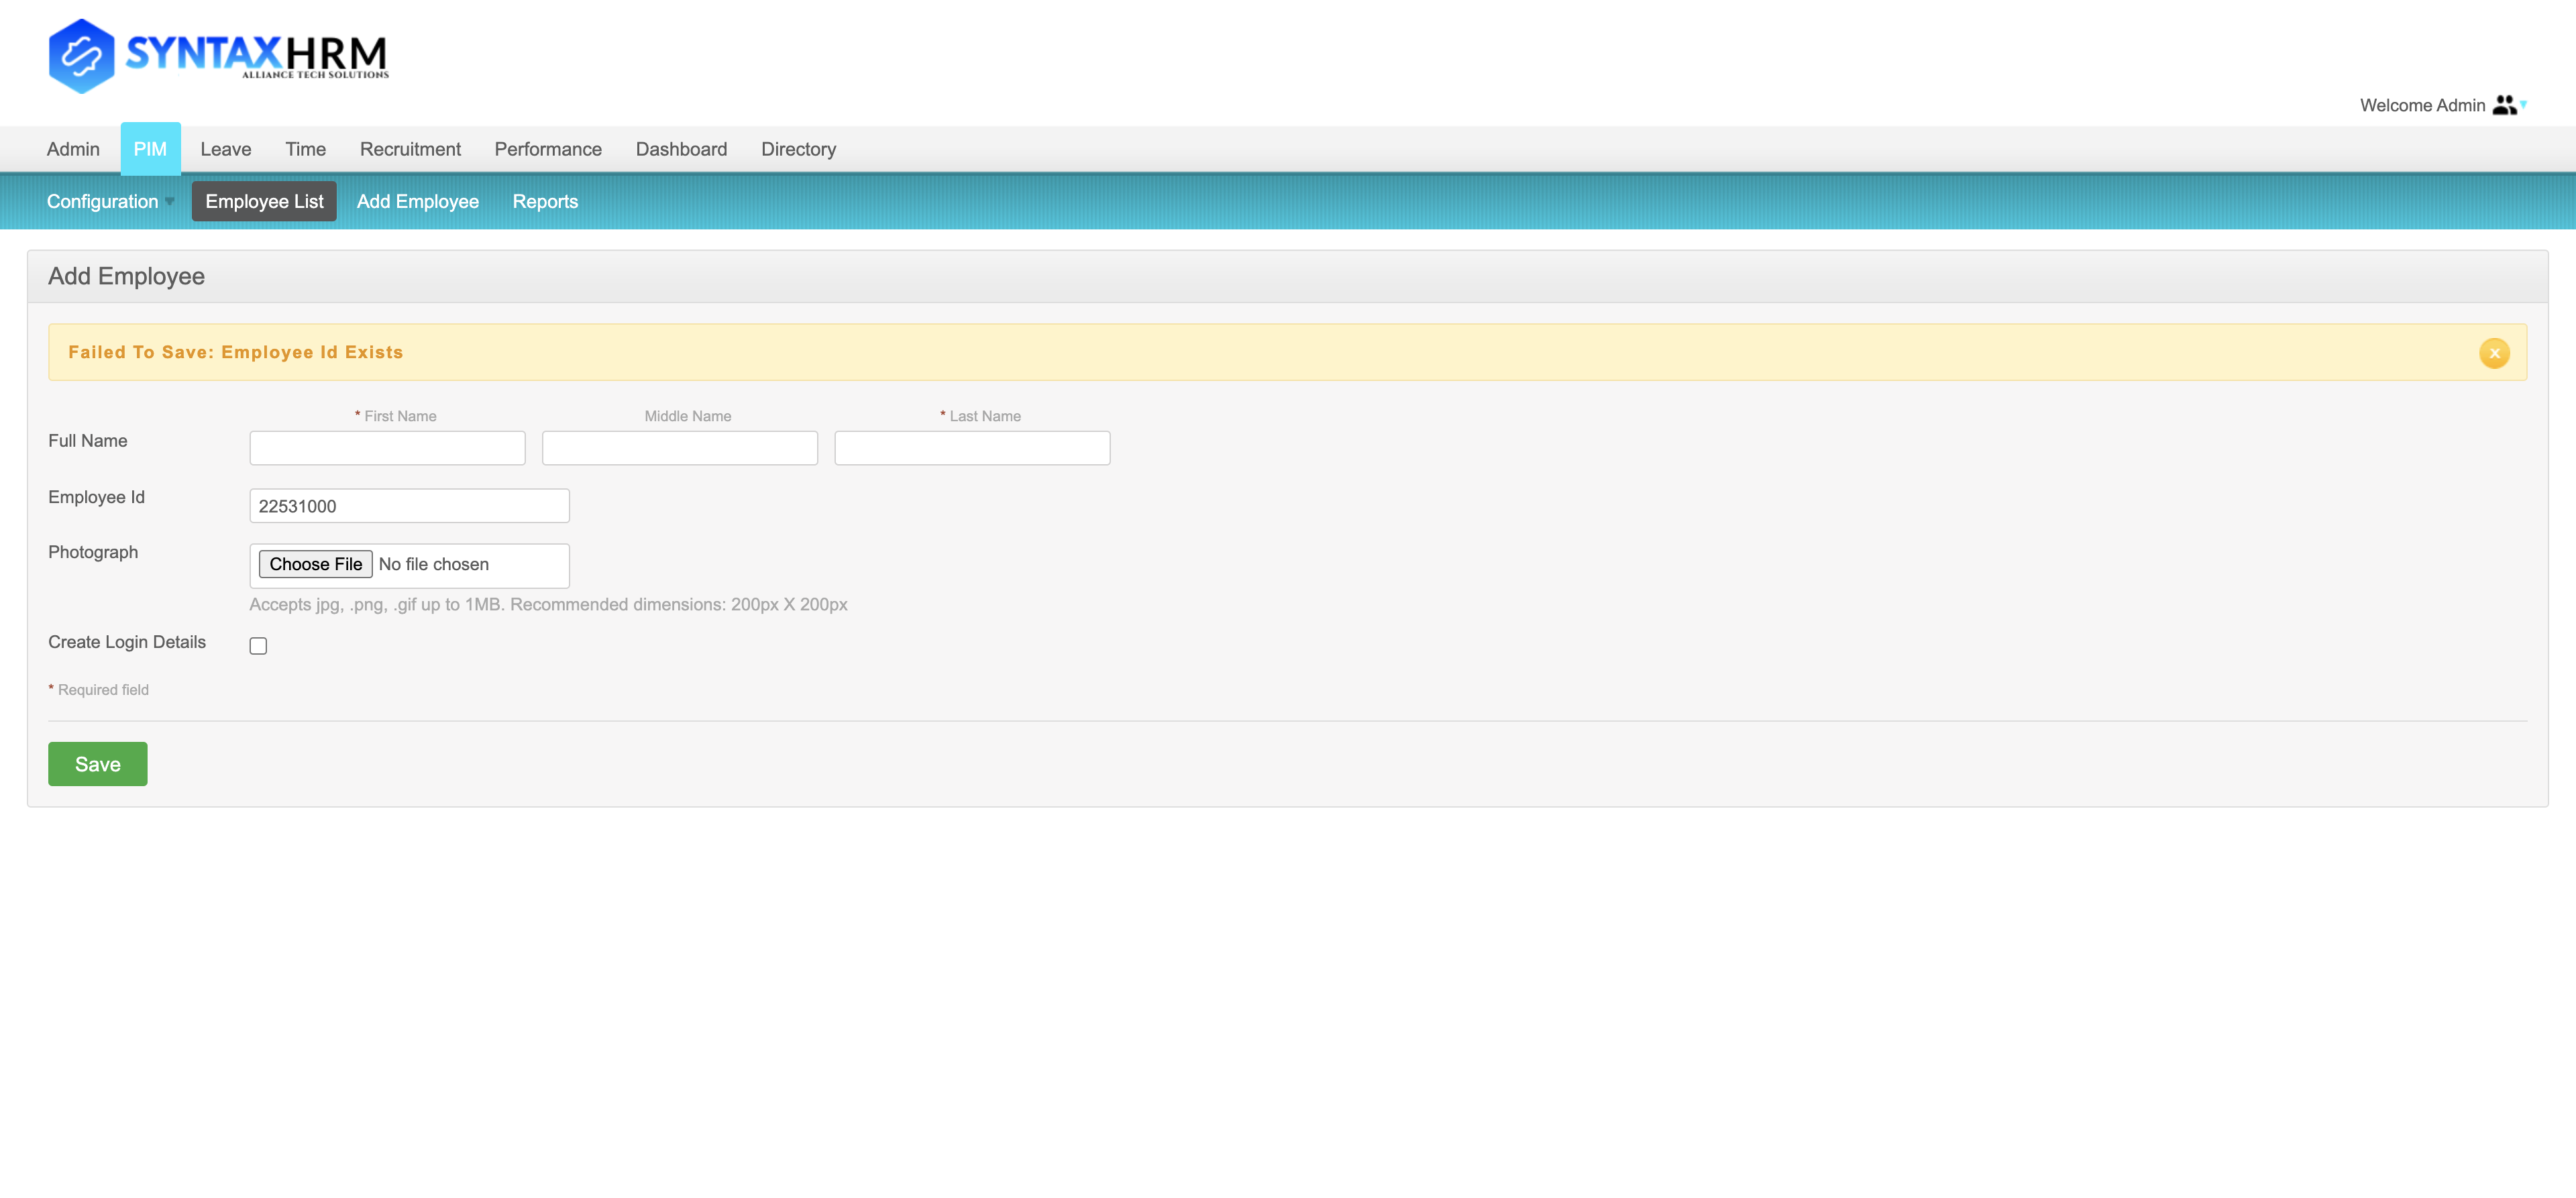 SYNTAXHRM
ALLIANCE TECH SOLUTIONS
Welcome Admin
Admin PIM Leave Time Recruitment Performance Dashboard Directory
Configuration Employee List Add Employee Reports
Add Employee
Failed To Save: Employee Id Exists
x
* First Name Middle Name * Last Name
Full Name
Employee Id 22531000
Photograph Choose File No file chosen
Accepts jpg, .png, .gif up to 1MB. Recommended dimensions: 200px X 200px
Create Login Details
* Required field
Save